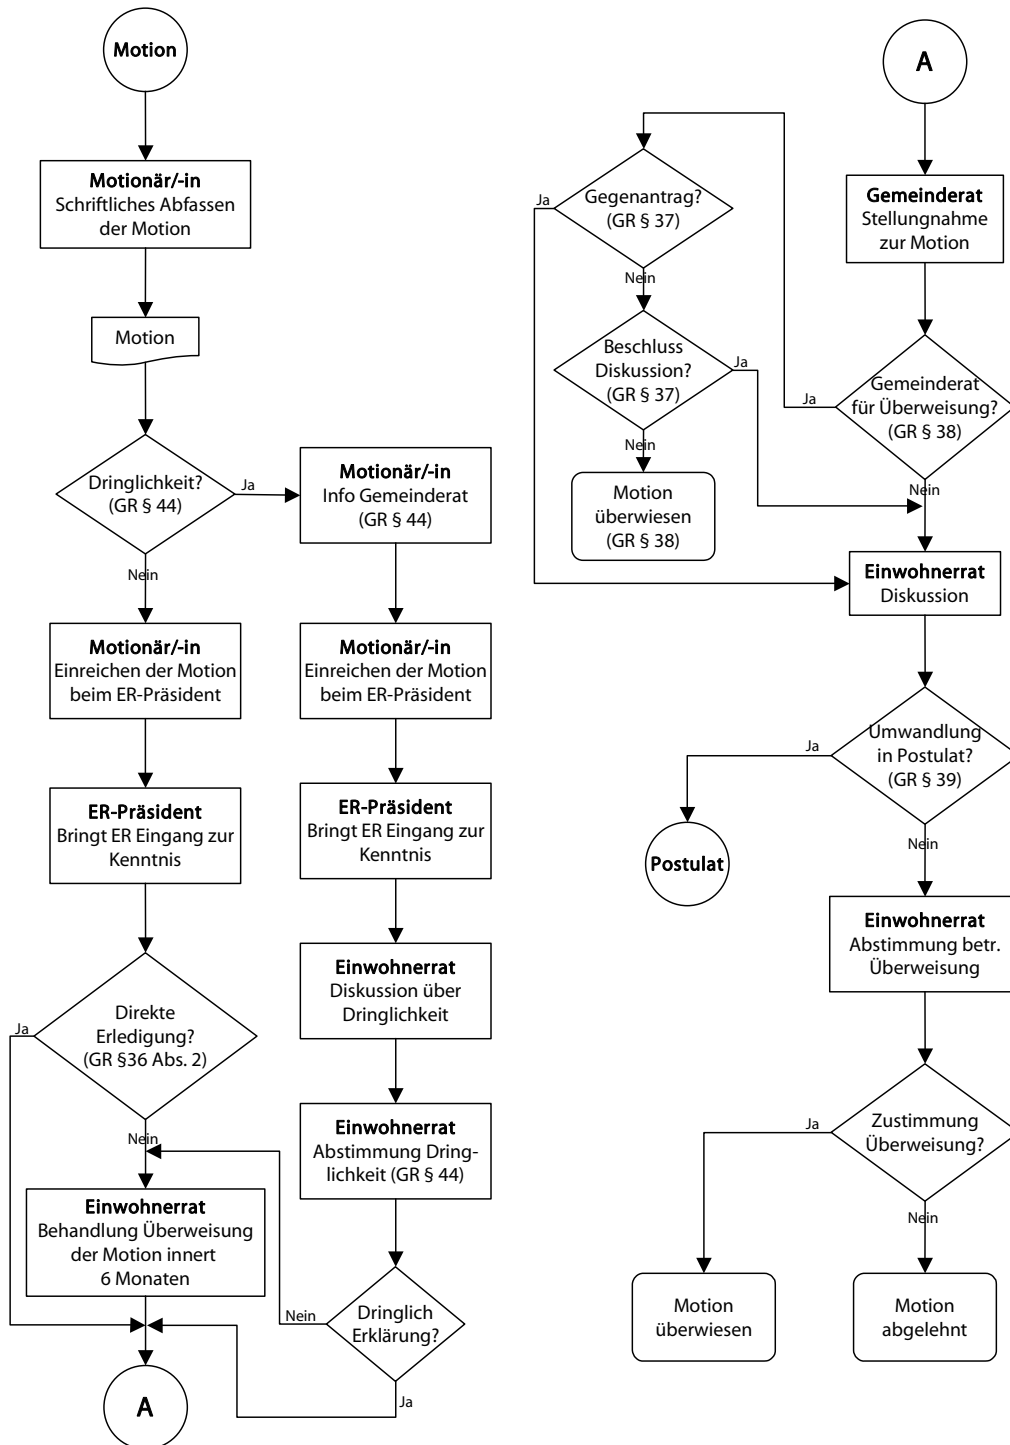 Motion
Motionär/-in
Schriftliches Abfassen
der Motion
Motion
Dringlichkeit?
(GR § 44)
Ja
Nein
Motionär/-in
Info Gemeinderat
(GR § 44)
Motionär/-in
Einreichen der Motion
beim ER-Präsident
Motionär/-in
Einreichen der Motion
beim ER-Präsident
ER-Präsident
Bringt ER Eingang zur
Kenntnis
ER-Präsident
Bringt ER Eingang zur
Kenntnis
Einwohnerrat
Diskussion über
Dringlichkeit
Direkte
Erledigung?
(GR §36 Abs. 2)
Ja
Nein
Einwohnerrat
Abstimmung Dring-
lichkeit (GR § 44)
Einwohnerrat
Behandlung Überweisung
der Motion innert
6 Monaten
Dringlich
Erklärung?
Nein
Ja
A
A
Gemeinderat
Stellungnahme
zur Motion
Gemeinderat
für Überweisung?
(GR § 38)
Ja
Nein
Gegenantrag?
(GR § 37)
Ja
Nein
Beschluss
Diskussion?
(GR § 37)
Ja
Nein
Motion
überwiesen
(GR § 38)
Einwohnerrat
Diskussion
Umwandlung
in Postulat?
(GR § 39)
Ja
Nein
Postulat
Einwohnerrat
Abstimmung betr.
Überweisung
Zustimmung
Überweisung?
Ja
Nein
Motion
überwiesen
Motion
abgelehnt